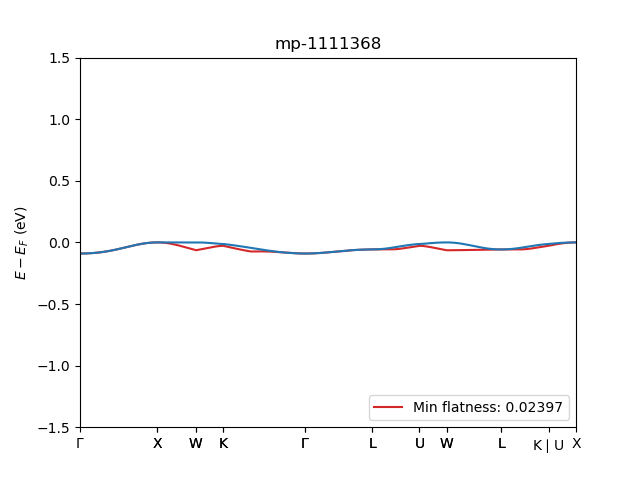 mp-1111368
E − E_F (eV)
1.5
1.0
0.5
0.0
−0.5
−1.0
−1.5
Min flatness: 0.02397
Γ X W K Γ L U W L K | U X